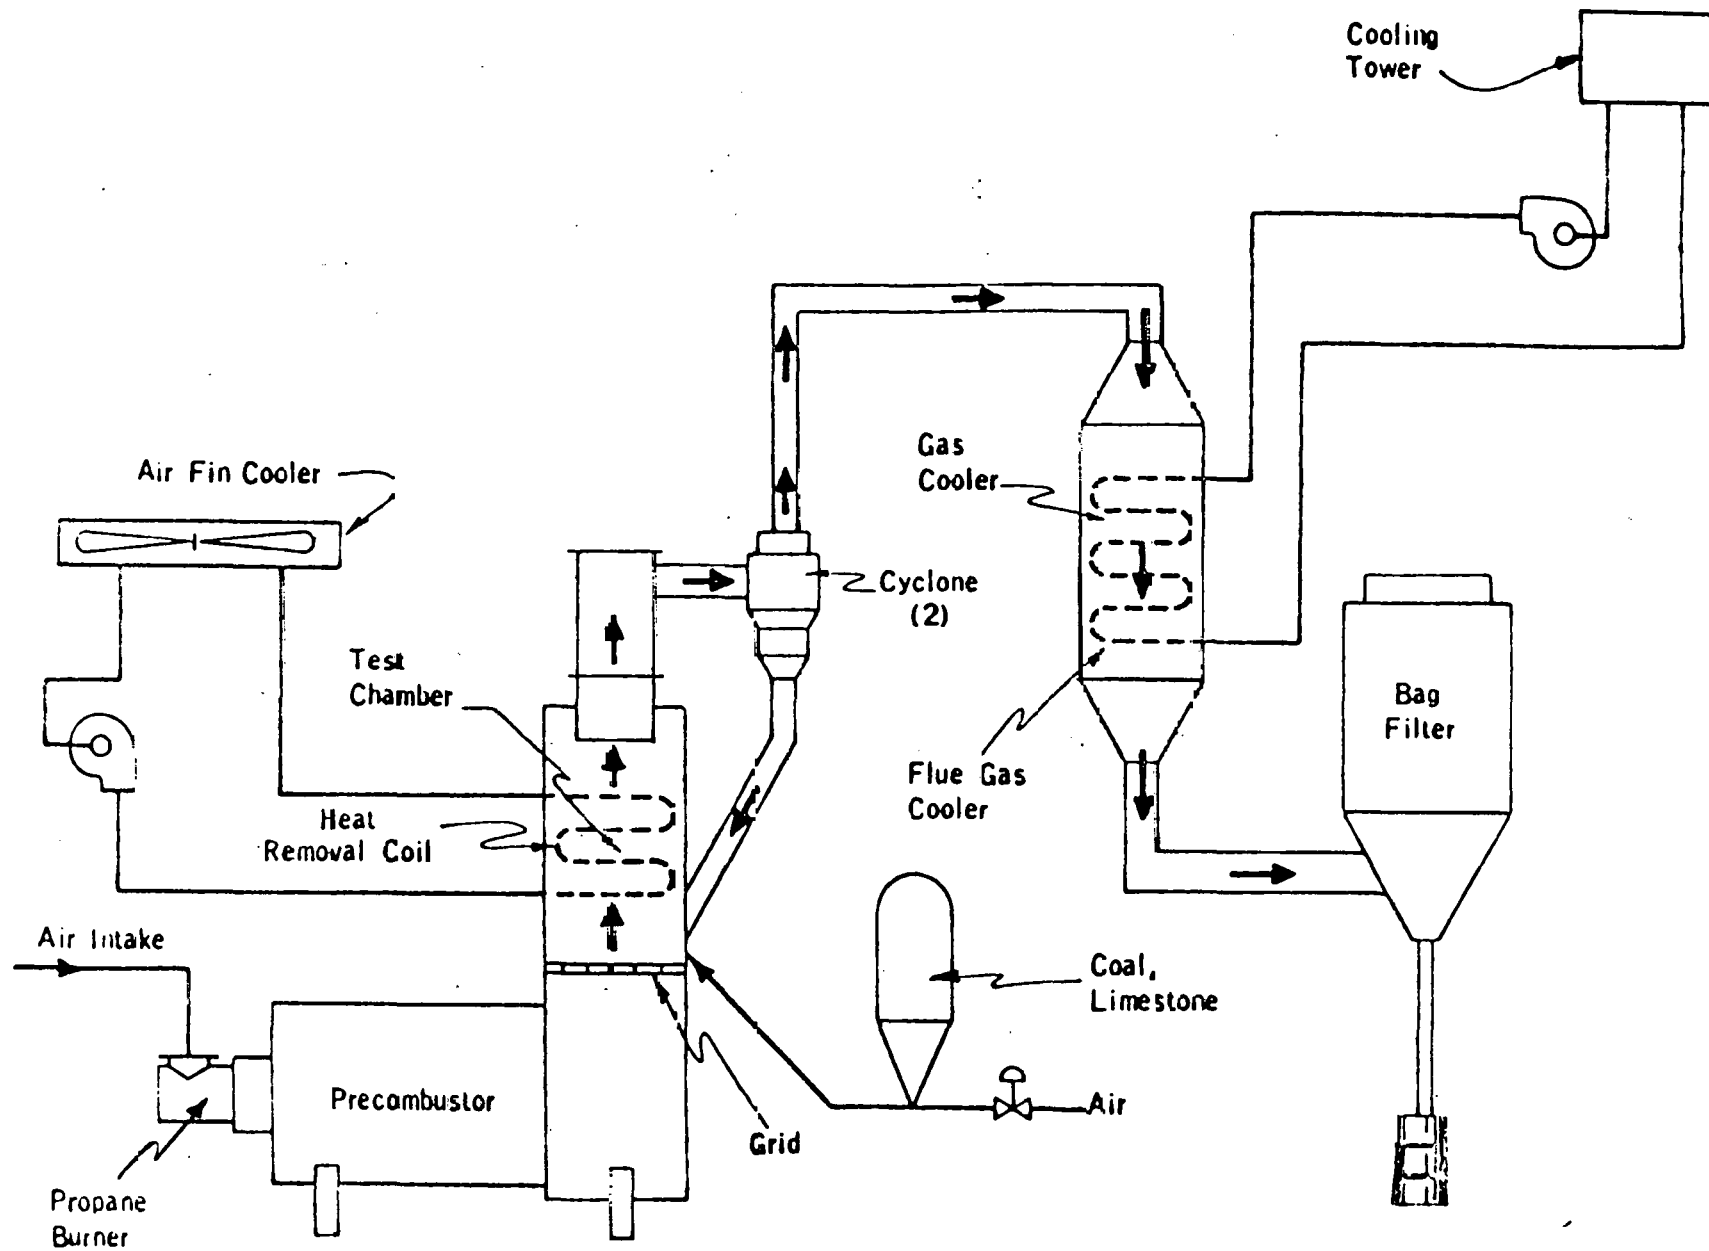 Cooling
Tower
Gas
Cooler
Air Fin Cooler
Cyclone
(2)
Test
Chamber
Bag
Filter
Flue Gas
Cooler
Heat
Removal Coil
Air Intake
Coal,
Limestone
Precombustor
Air
Grid
Propane
Burner